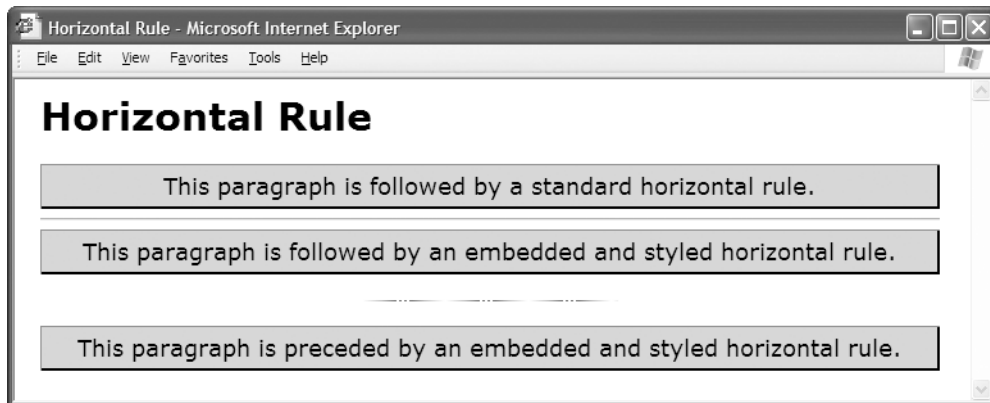 Horizontal Rule - Microsoft Internet Explorer
File Edit View Favorites Tools Help
Horizontal Rule
This paragraph is followed by a standard horizontal rule.
This paragraph is followed by an embedded and styled horizontal rule.
This paragraph is preceded by an embedded and styled horizontal rule.